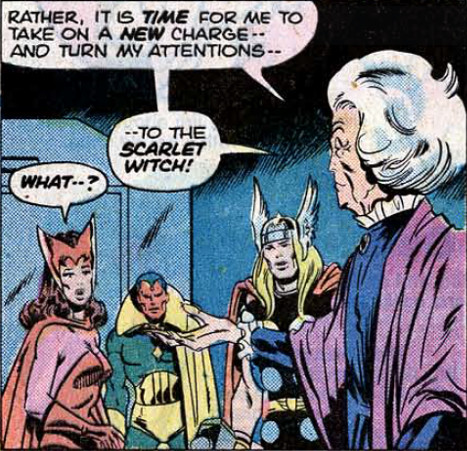 RATHER, IT IS TIME FOR ME TO
TAKE ON A NEW CHARGE--
AND TURN MY ATTENTIONS--
--TO THE
SCARLET
WITCH!
WHAT--?